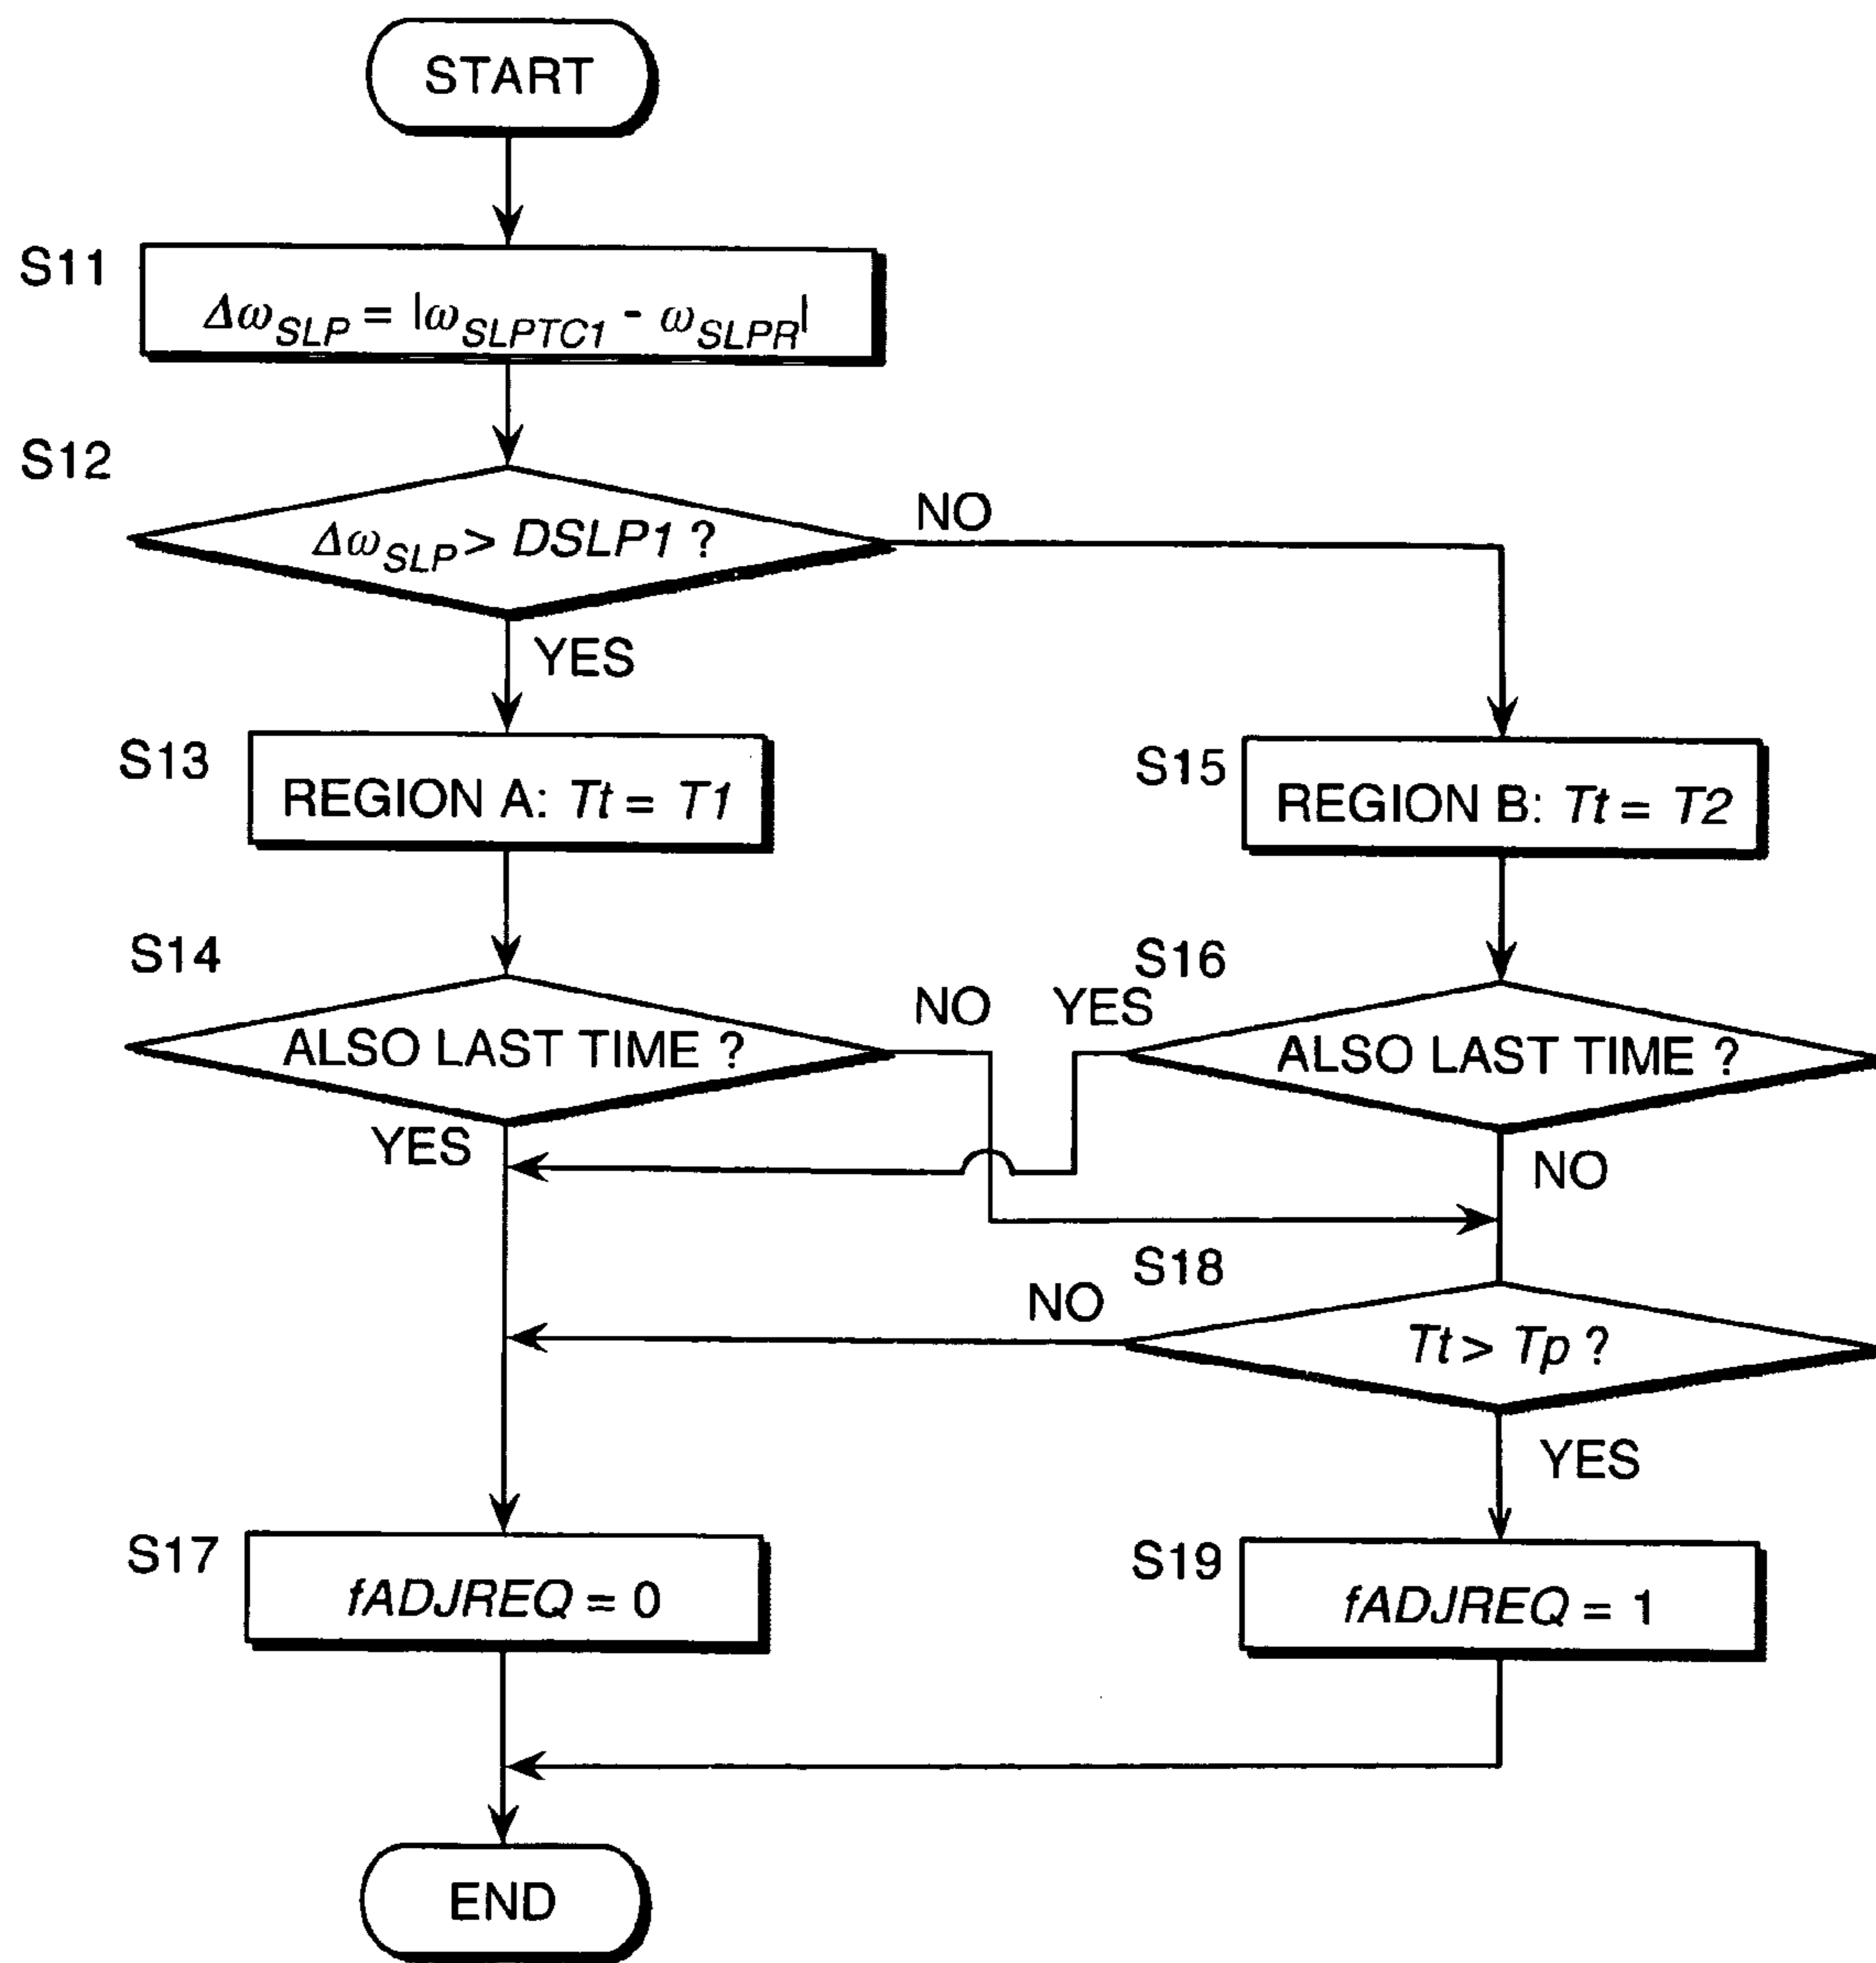 START
S11
Δω_SLP = |ω_SLPTC1 - ω_SLPR|
S12
Δω_SLP > DSLP1 ?
NO
YES
S13
REGION A: Tt = T1
S15
REGION B: Tt = T2
S14
ALSO LAST TIME ?
NO
YES
S16
YES
ALSO LAST TIME ?
NO
S18
NO
Tt > Tp ?
YES
S17
fADJREQ = 0
S19
fADJREQ = 1
END